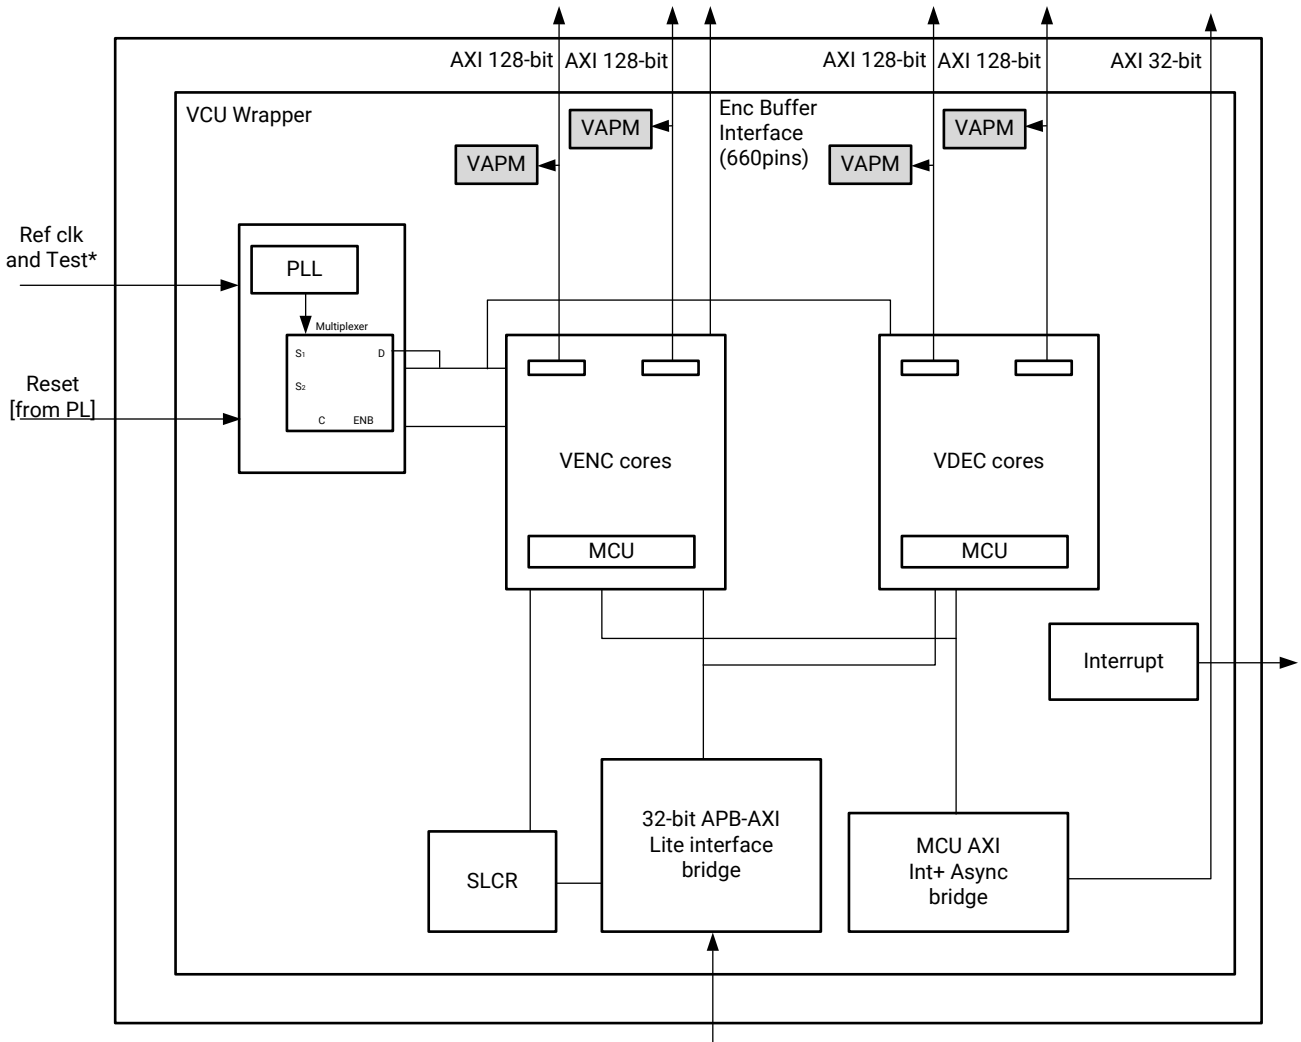 AXI 128-bit
AXI 128-bit
AXI 128-bit
AXI 128-bit
AXI 32-bit
VCU Wrapper
Enc Buffer
Interface
(660pins)
VAPM
VAPM
VAPM
VAPM
Ref clk
and Test*
PLL
Multiplexer
S1
D
S2
C
ENB
Reset
[from PL]
VENC cores
VDEC cores
MCU
MCU
Interrupt
32-bit APB-AXI
Lite interface
bridge
MCU AXI
Int+ Async
bridge
SLCR